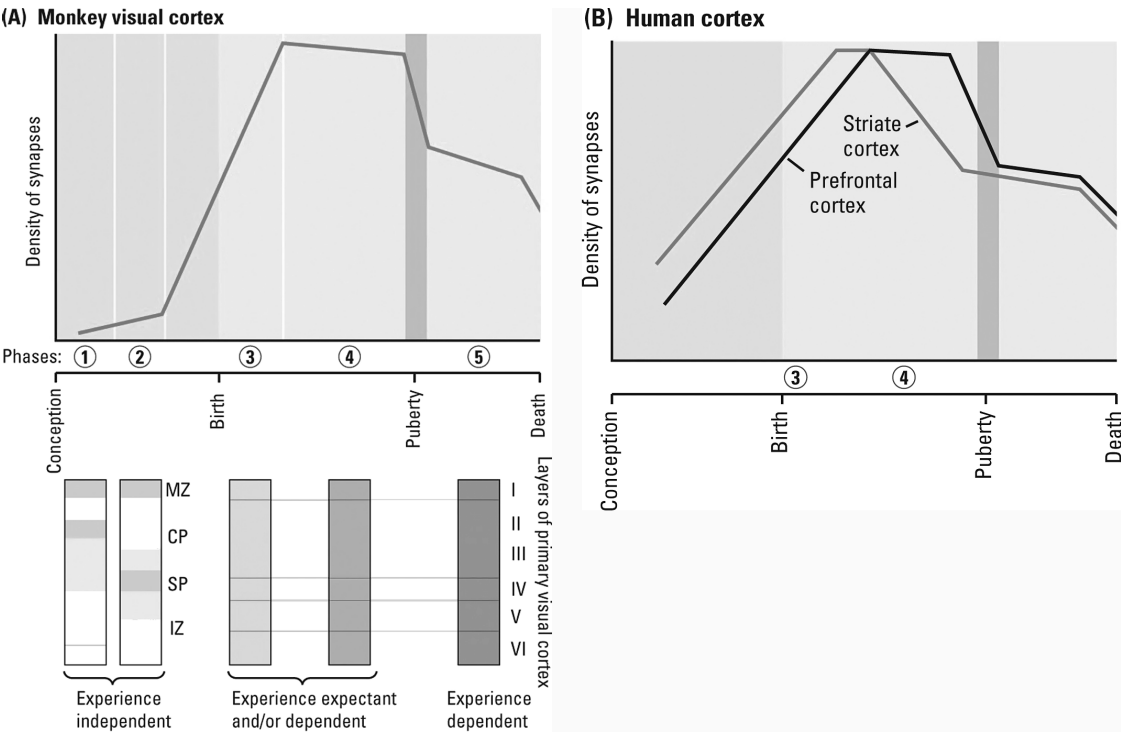 (A) Monkey visual cortex
Density of synapses
Phases: ① ② ③ ④ ⑤
Conception
Birth
Puberty
Death
MZ
CP
SP
IZ
I
II
III
IV
V
VI
Layers of primary visual cortex
Experience
independent
Experience expectant
and/or dependent
Experience
dependent
(B) Human cortex
Density of synapses
Striate
cortex
Prefrontal
cortex
③ ④
Conception
Birth
Puberty
Death